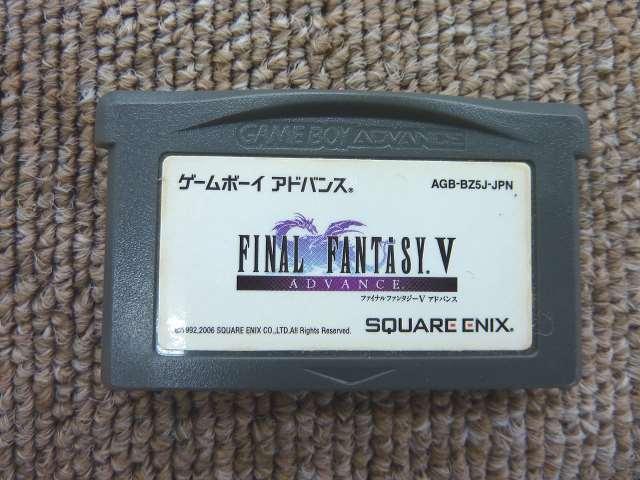 GAME BOY ADVANCE
ゲームボーイ アドバンス®
AGB-BZ5J-JPN
FINAL FANTASY® V
ADVANCE
ファイナルファンタジーV アドバンス
©1992,2006 SQUARE ENIX CO.,LTD.All Rights Reserved.
SQUARE ENIX®